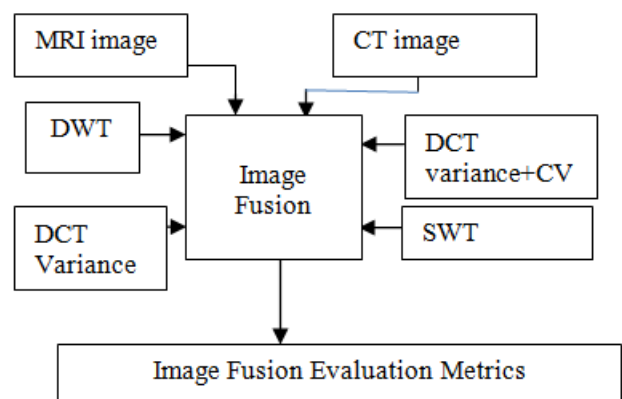 MRI image
CT image
DWT
Image
Fusion
DCT
variance+CV
DCT
Variance
SWT
Image Fusion Evaluation Metrics